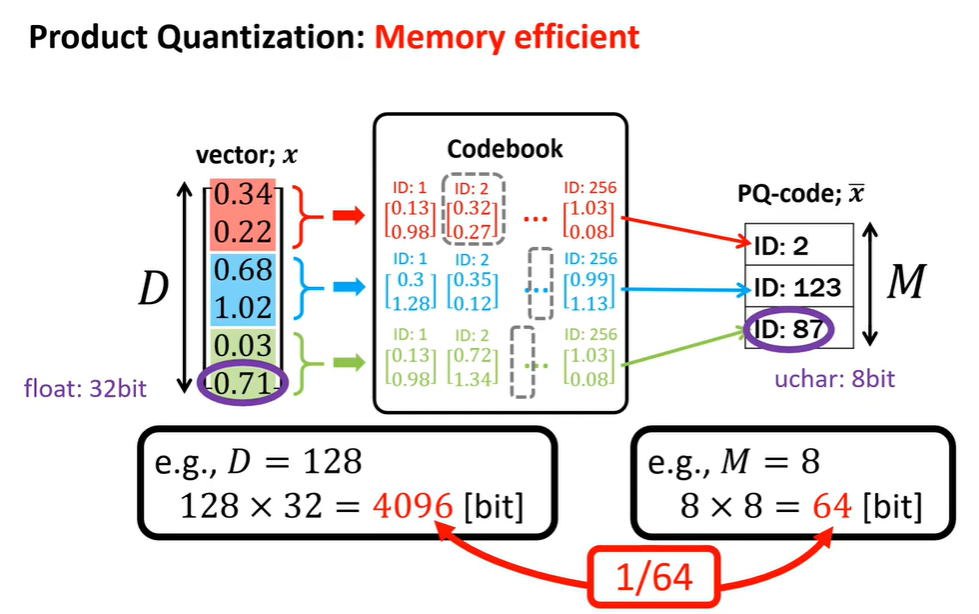 Product Quantization: Memory efficient
vector; x
D
0.34
0.22
0.68
1.02
0.03
0.71
float: 32bit
Codebook
ID: 1 ID: 2 ID: 256
[0.13 0.98] [0.32 0.27] ... [1.03 0.08]
ID: 1 ID: 2 ID: 256
[0.3 1.28] [0.35 0.12] ... [0.99 1.13]
ID: 1 ID: 2 ID: 256
[0.13 0.98] [0.72 1.34] ... [1.03 0.08]
PQ-code; x̅
ID: 2
ID: 123
ID: 87
M
uchar: 8bit
e.g., D = 128
128 × 32 = 4096 [bit]
e.g., M = 8
8 × 8 = 64 [bit]
1/64